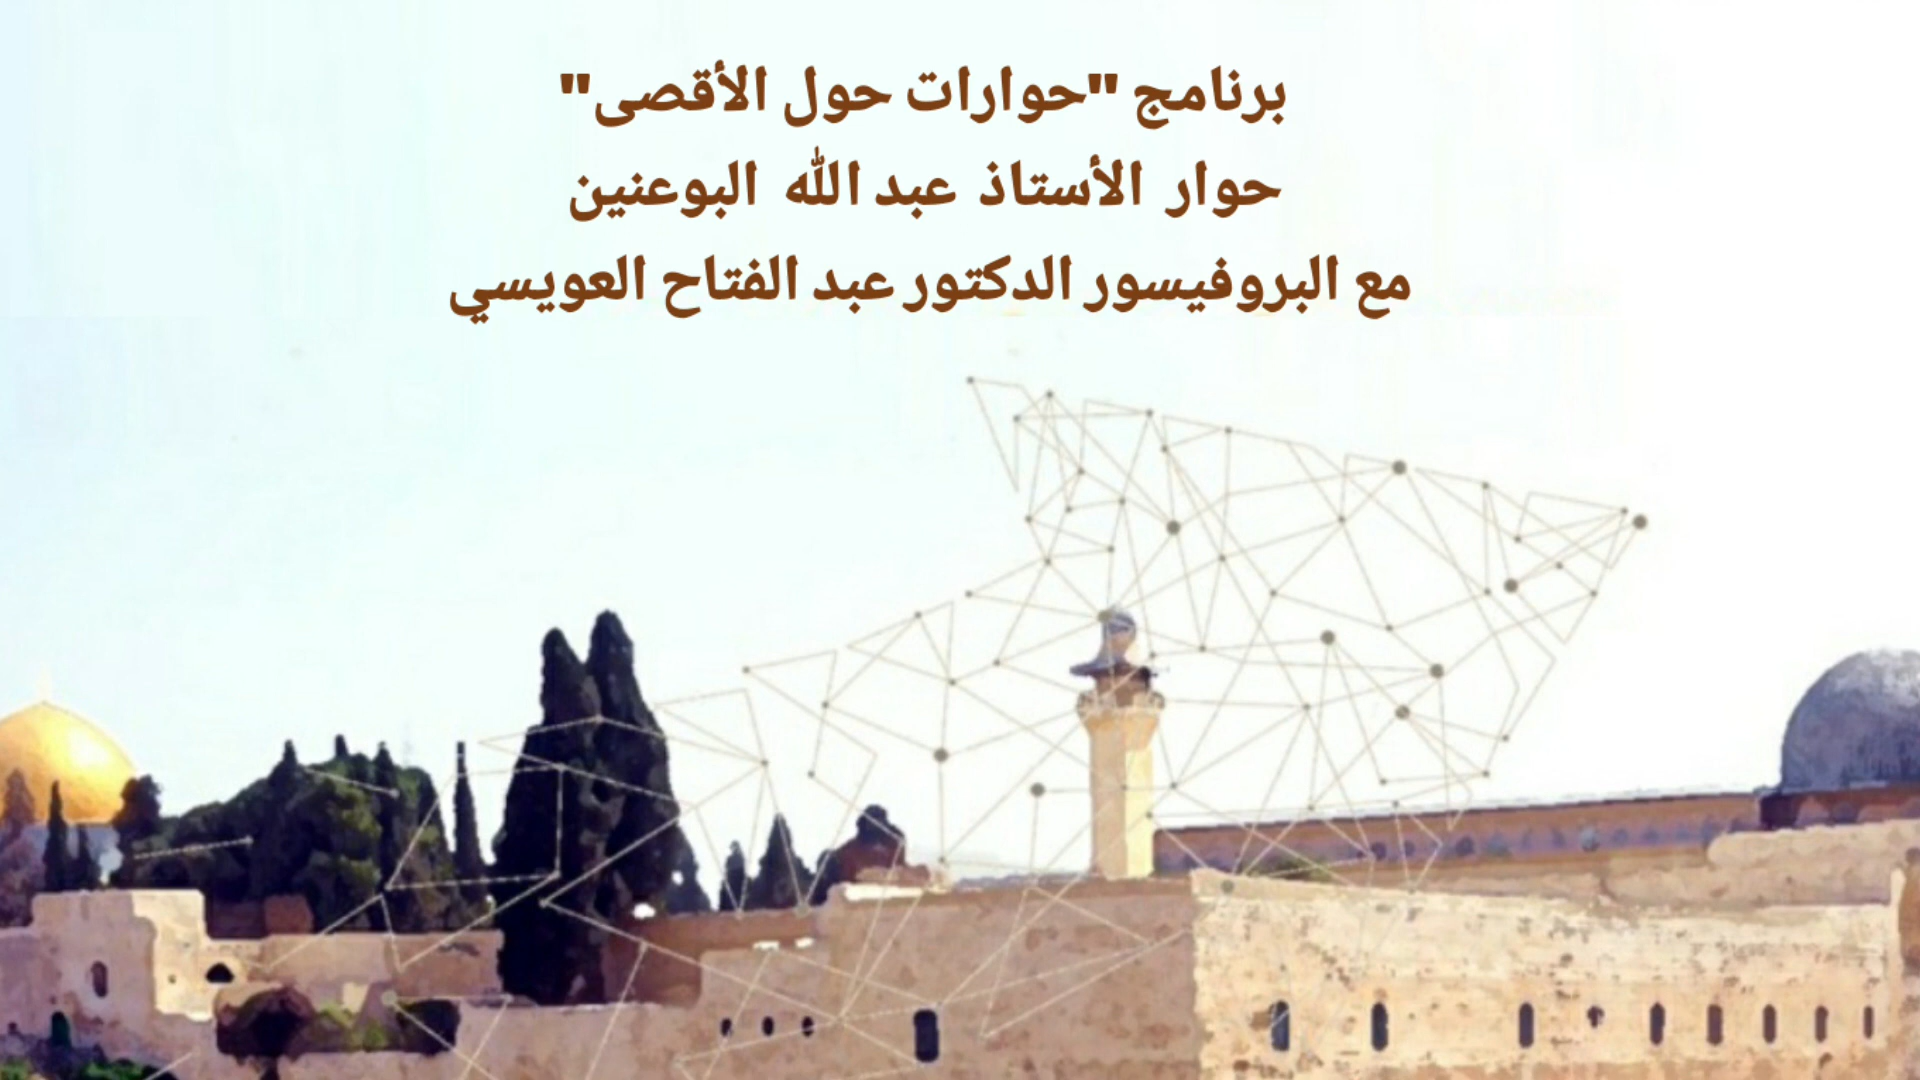 برنامج "حوارات حول الأقصى"
حوار الأستاذ عبد الله البوعنين
مع البروفيسور الدكتور عبد الفتاح العويسي